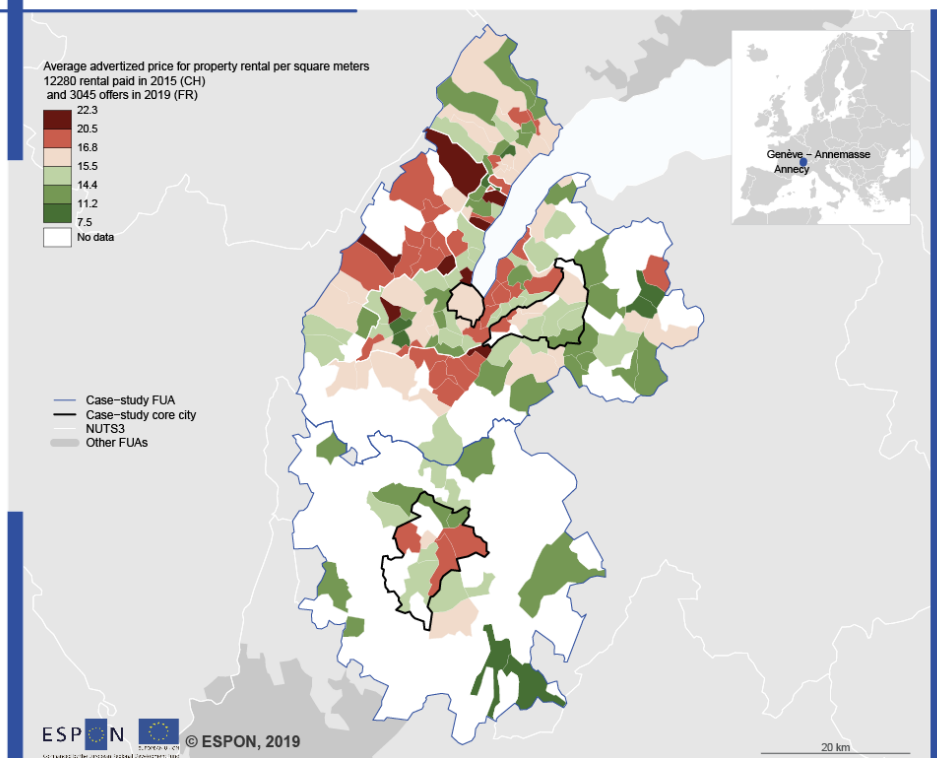 Average advertized price for property rental per square meters
12280 rental paid in 2015 (CH)
and 3045 offers in 2019 (FR)
22.3
20.5
16.8
15.5
14.4
11.2
7.5
No data
Genève – Annemasse
Annecy
Case–study FUA
Case–study core city
NUTS3
Other FUAs
ESPON
© ESPON, 2019
20 km